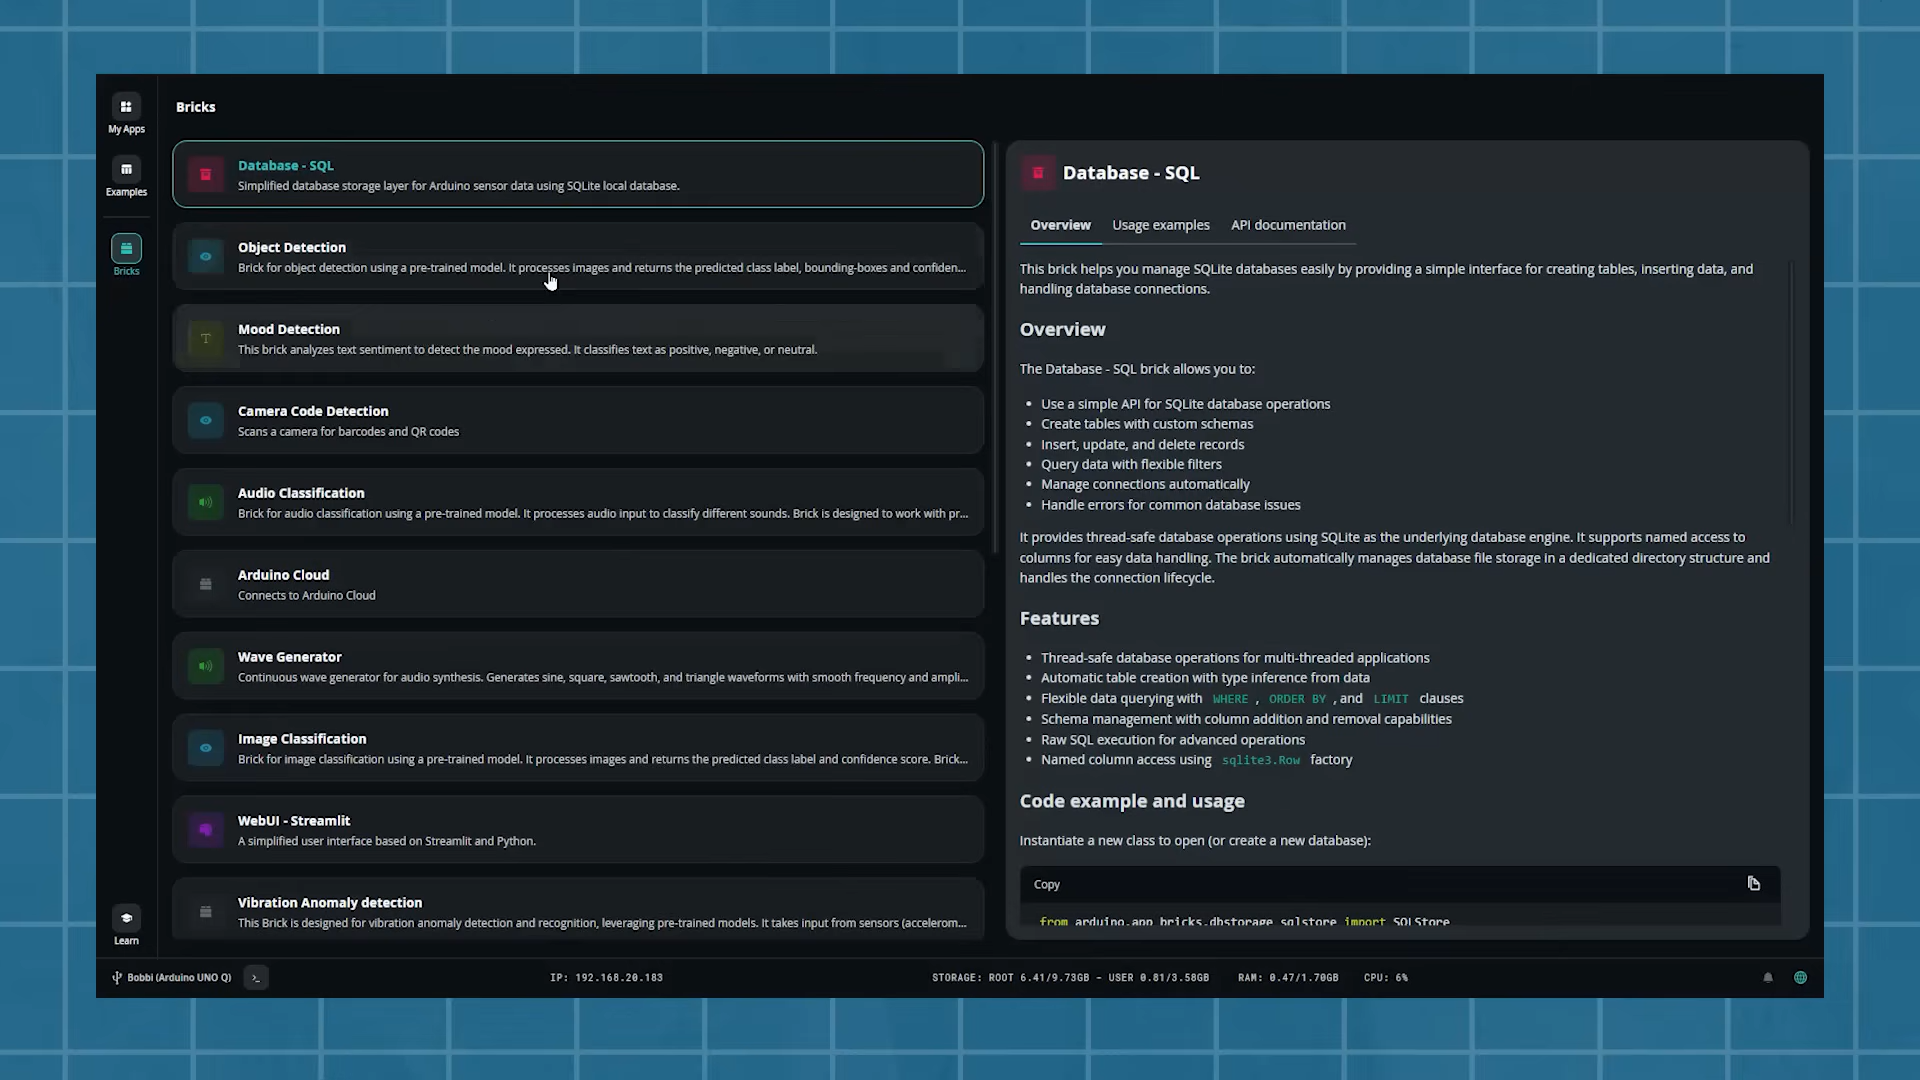 My Apps
Examples
Bricks
Learn
Bricks
Database - SQL
Simplified database storage layer for Arduino sensor data using SQLite local database.
Object Detection
Brick for object detection using a pre-trained model. It processes images and returns the predicted class label, bounding-boxes and confiden...
Mood Detection
This brick analyzes text sentiment to detect the mood expressed. It classifies text as positive, negative, or neutral.
Camera Code Detection
Scans a camera for barcodes and QR codes
Audio Classification
Brick for audio classification using a pre-trained model. It processes audio input to classify different sounds. Brick is designed to work with pr...
Arduino Cloud
Connects to Arduino Cloud
Wave Generator
Continuous wave generator for audio synthesis. Generates sine, square, sawtooth, and triangle waveforms with smooth frequency and ampli...
Image Classification
Brick for image classification using a pre-trained model. It processes images and returns the predicted class label and confidence score. Brick...
WebUI - Streamlit
A simplified user interface based on Streamlit and Python.
Vibration Anomaly detection
This Brick is designed for vibration anomaly detection and recognition, leveraging pre-trained models. It takes input from sensors (accelerom...
Database - SQL
Overview Usage examples API documentation
This brick helps you manage SQLite databases easily by providing a simple interface for creating tables, inserting data, and
handling database connections.
Overview
The Database - SQL brick allows you to:
• Use a simple API for SQLite database operations
• Create tables with custom schemas
• Insert, update, and delete records
• Query data with flexible filters
• Manage connections automatically
• Handle errors for common database issues
It provides thread-safe database operations using SQLite as the underlying database engine. It supports named access to
columns for easy data handling. The brick automatically manages database file storage in a dedicated directory structure and
handles the connection lifecycle.
Features
• Thread-safe database operations for multi-threaded applications
• Automatic table creation with type inference from data
• Flexible data querying with WHERE , ORDER BY , and LIMIT clauses
• Schema management with column addition and removal capabilities
• Raw SQL execution for advanced operations
• Named column access using sqlite3.Row factory
Code example and usage
Instantiate a new class to open (or create a new database):
Copy
from arduino.app_bricks.dbstorage_sqlstore import SQLStore
Bobbi (Arduino UNO Q) >_ IP: 192.168.20.183 STORAGE: ROOT 6.41/9.73GB - USER 0.81/3.58GB RAM: 0.47/1.70GB CPU: 6%